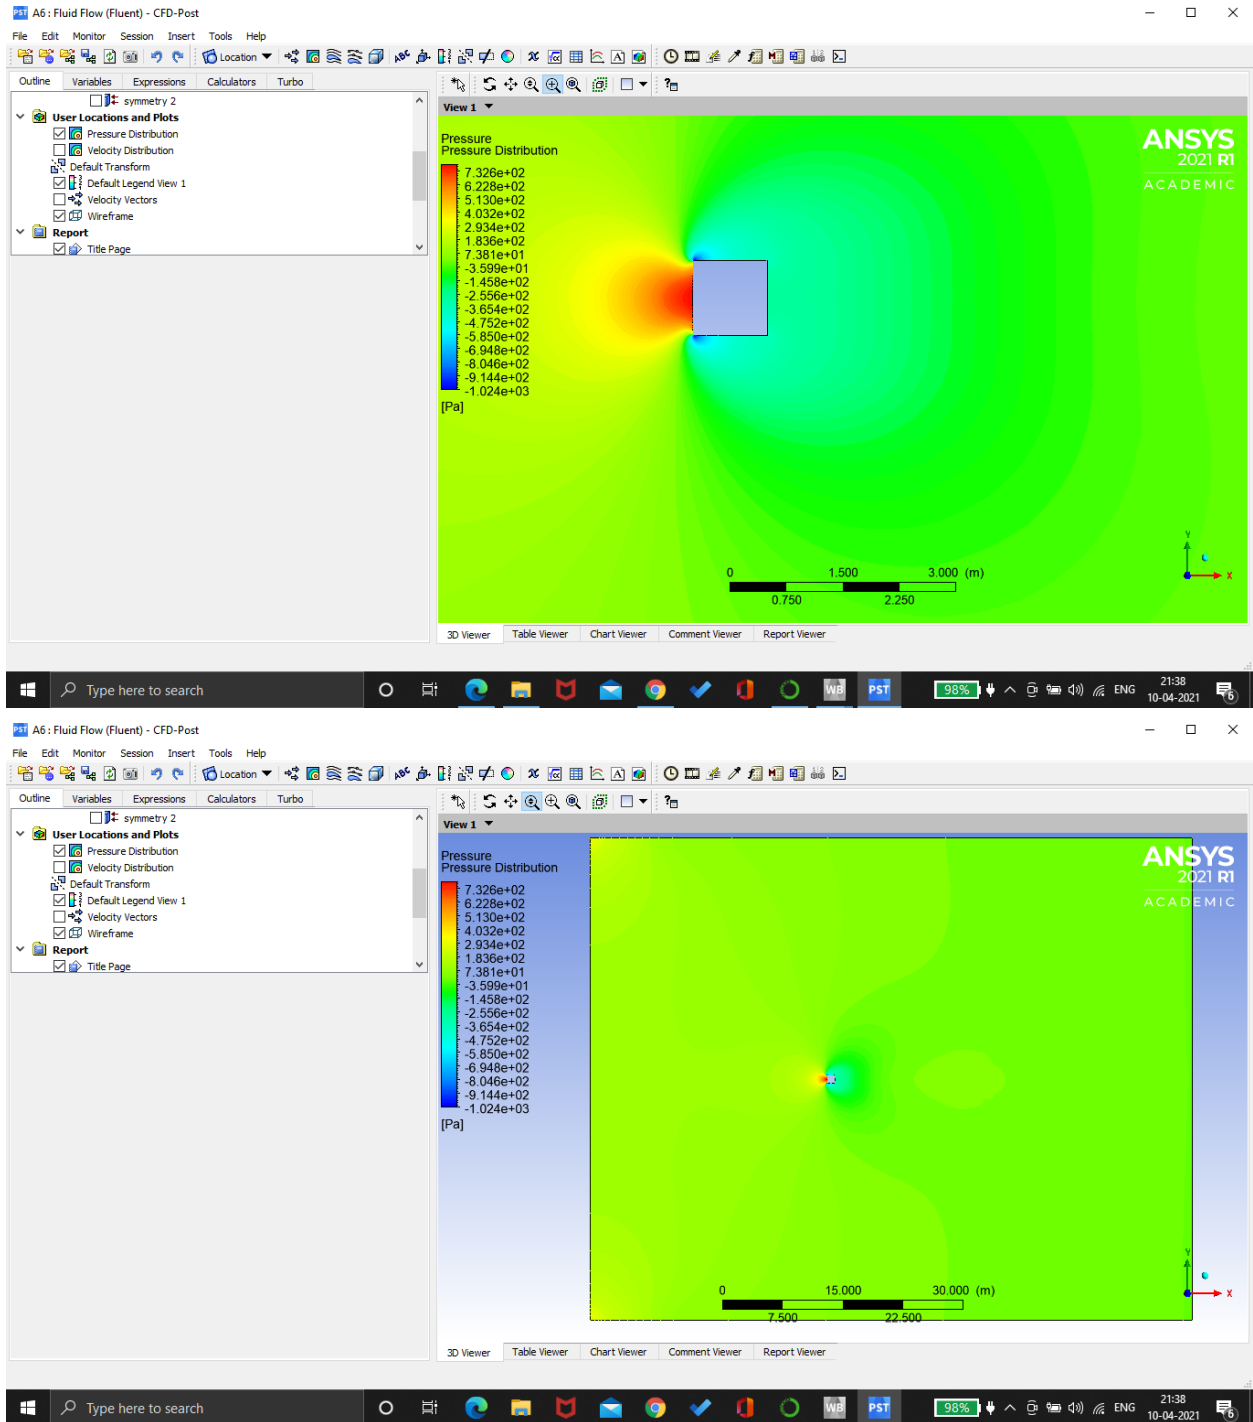 PST A6 : Fluid Flow (Fluent) - CFD-Post
File Edit Monitor Session Insert Tools Help
Location
Outline Variables Expressions Calculators Turbo
symmetry 2
User Locations and Plots
Pressure Distribution
Velocity Distribution
Default Transform
Default Legend View 1
Velocity Vectors
Wireframe
Report
Title Page
View 1
Pressure
Pressure Distribution
7.326e+02
6.228e+02
5.130e+02
4.032e+02
2.934e+02
1.836e+02
7.381e+01
-3.599e+01
-1.458e+02
-2.556e+02
-3.654e+02
-4.752e+02
-5.850e+02
-6.948e+02
-8.046e+02
-9.144e+02
-1.024e+03
[Pa]
ANSYS
2021 R1
ACADEMIC
Y
X
0 1.500 3.000 (m)
0.750 2.250
3D Viewer Table Viewer Chart Viewer Comment Viewer Report Viewer
Type here to search
WB PST
98%
ENG
21:38
10-04-2021
6
PST A6 : Fluid Flow (Fluent) - CFD-Post
File Edit Monitor Session Insert Tools Help
Location
Outline Variables Expressions Calculators Turbo
symmetry 2
User Locations and Plots
Pressure Distribution
Velocity Distribution
Default Transform
Default Legend View 1
Velocity Vectors
Wireframe
Report
Title Page
View 1
Pressure
Pressure Distribution
7.326e+02
6.228e+02
5.130e+02
4.032e+02
2.934e+02
1.836e+02
7.381e+01
-3.599e+01
-1.458e+02
-2.556e+02
-3.654e+02
-4.752e+02
-5.850e+02
-6.948e+02
-8.046e+02
-9.144e+02
-1.024e+03
[Pa]
ANSYS
2021 R1
ACADEMIC
Y
X
0 15.000 30.000 (m)
7.500 22.500
3D Viewer Table Viewer Chart Viewer Comment Viewer Report Viewer
Type here to search
WB PST
98%
ENG
21:38
10-04-2021
6